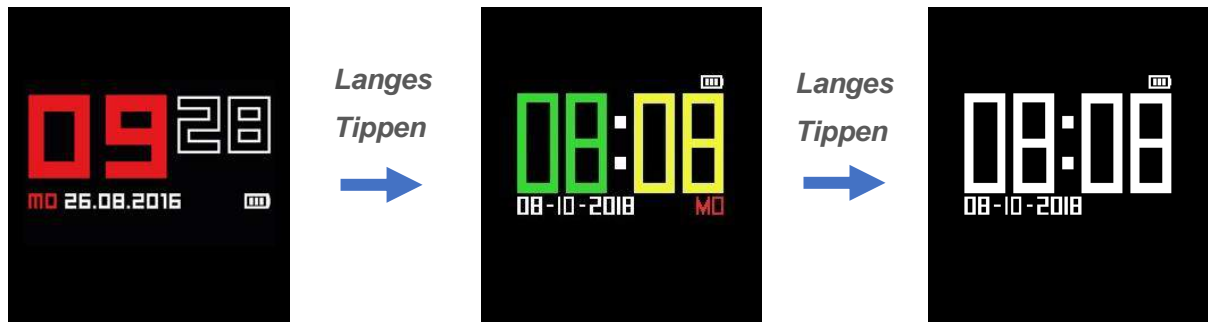 09 28
MO 26.08.2016
Langes
Tippen
08:08
08-10-2018 MO
Langes
Tippen
08:08
08-10-2018